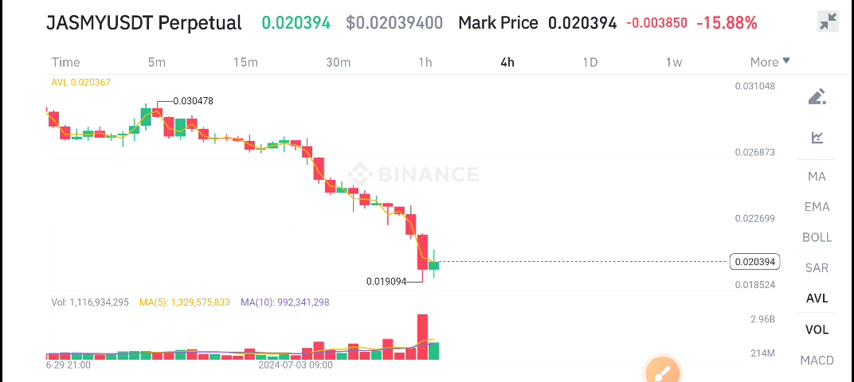 JASMYUSDT Perpetual 0.020394 $0.02039400 Mark Price 0.020394 -0.003850 -15.88%
Time 5m 15m 30m 1h 4h 1D 1w More
AVL 0.020367
0.031048
0.030478
0.026873
BINANCE
MA
EMA
0.022699
BOLL
0.020394
SAR
0.019094
0.018524
AVL
Vol: 1,116,934,295 MA(5): 1,329,575,833 MA(10): 992,341,298
2.96B
VOL
214M
MACD
6-29 21:00 2024-07-03 09:00